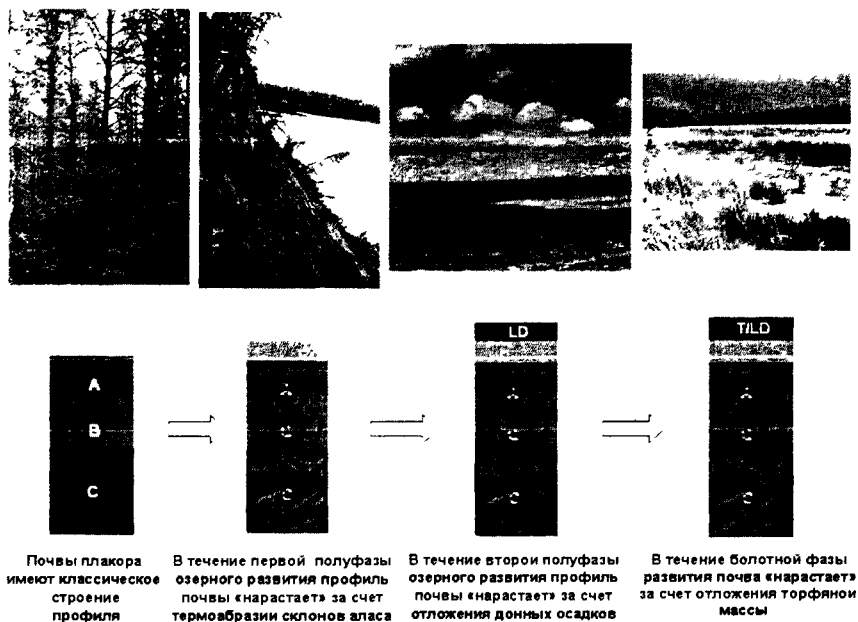 LD
T/LD
A
B
C
C
C
C
C
C
C
Почвы плакора
имеют классическое
строение
профиля
В течение первой полуфазы
озерного развития профиль
почвы «нарастает» за счет
термоабразии склонов аласа
В течение второи полуфазы
озерного развития профиль
почвы «нарастает» за счет
отложения донных осадков
В течение болотной фазы
развития почва «нарастает»
за счет отложения торфянои
массы